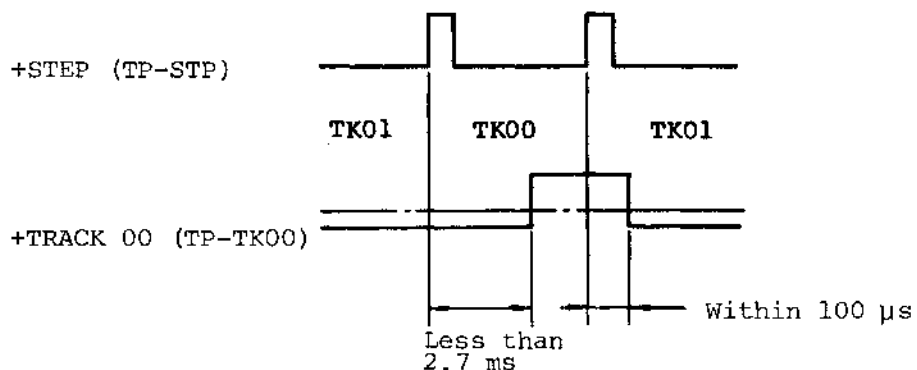 +STEP (TP-STP)
TK01 TK00 TK01
+TRACK 00 (TP-TK00)
Within 100 µs
Less than
2.7 ms